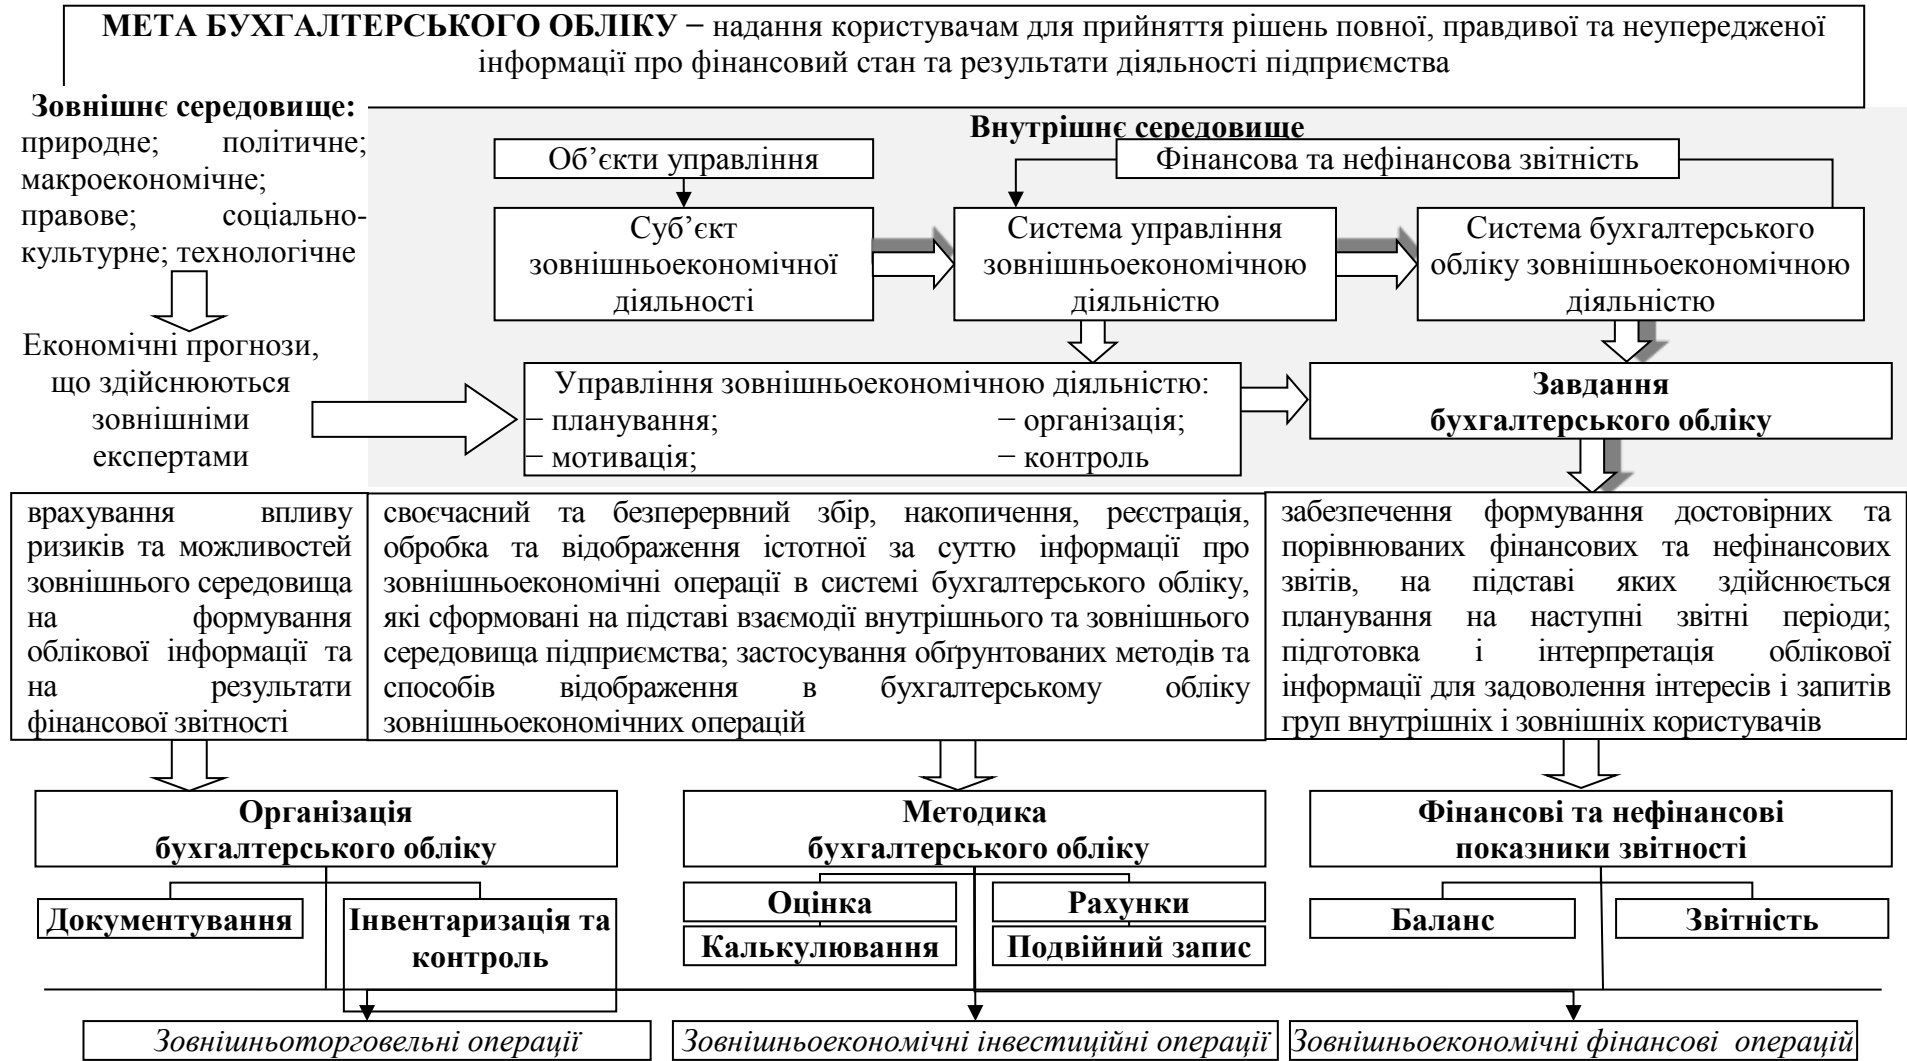 МЕТА БУХГАЛТЕРСЬКОГО ОБЛІКУ – надання користувачам для прийняття рішень повної, правдивої та неупередженої
інформації про фінансовий стан та результати діяльності підприємства
Зовнішнє середовище:
природне; політичне;
макроекономічне;
правове; соціально-
культурне; технологічне
Економічні прогнози,
що здійснюються
зовнішніми
експертами
Внутрішнє середовище
Об’єкти управління
Фінансова та нефінансова звітність
Суб’єкт
зовнішньоекономічної
діяльності
Система управління
зовнішньоекономічною
діяльністю
Система бухгалтерського
обліку зовнішньоекономічною
діяльністю
Управління зовнішньоекономічною діяльністю:
− планування; − організація;
− мотивація; − контроль
Завдання
бухгалтерського обліку
врахування впливу
ризиків та можливостей
зовнішнього середовища
на формування
облікової інформації та
на результати
фінансової звітності
своєчасний та безперервний збір, накопичення, реєстрація,
обробка та відображення істотної за суттю інформації про
зовнішньоекономічні операції в системі бухгалтерського обліку,
які сформовані на підставі взаємодії внутрішнього та зовнішнього
середовища підприємства; застосування обґрунтованих методів та
способів відображення в бухгалтерському обліку
зовнішньоекономічних операцій
забезпечення формування достовірних та
порівнюваних фінансових та нефінансових
звітів, на підставі яких здійснюється
планування на наступні звітні періоди;
підготовка і інтерпретація облікової
інформації для задоволення інтересів і запитів
груп внутрішніх і зовнішніх користувачів
Організація
бухгалтерського обліку
Методика
бухгалтерського обліку
Фінансові та нефінансові
показники звітності
Документування
Інвентаризація та
контроль
Оцінка
Рахунки
Калькулювання
Подвійний запис
Баланс
Звітність
Зовнішньоторговельні операції
Зовнішньоекономічні інвестиційні операції
Зовнішньоекономічні фінансові операцій